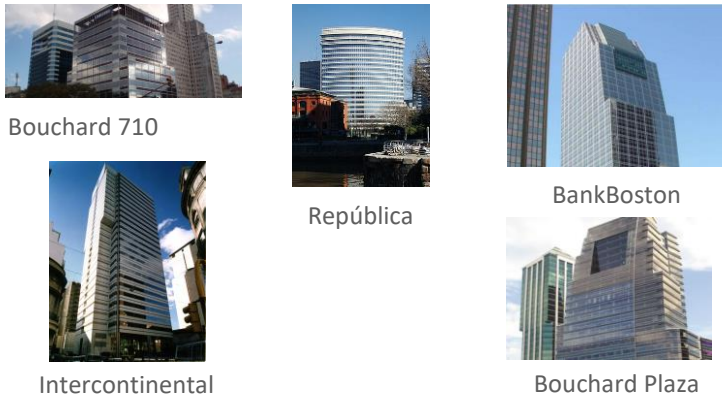 Bouchard 710
República
BankBoston
Intercontinental
Bouchard Plaza